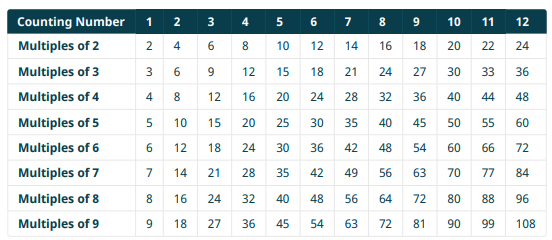 Counting Number 1 2 3 4 5 6 7 8 9 10 11 12
Multiples of 2 2 4 6 8 10 12 14 16 18 20 22 24
Multiples of 3 3 6 9 12 15 18 21 24 27 30 33 36
Multiples of 4 4 8 12 16 20 24 28 32 36 40 44 48
Multiples of 5 5 10 15 20 25 30 35 40 45 50 55 60
Multiples of 6 6 12 18 24 30 36 42 48 54 60 66 72
Multiples of 7 7 14 21 28 35 42 49 56 63 70 77 84
Multiples of 8 8 16 24 32 40 48 56 64 72 80 88 96
Multiples of 9 9 18 27 36 45 54 63 72 81 90 99 108